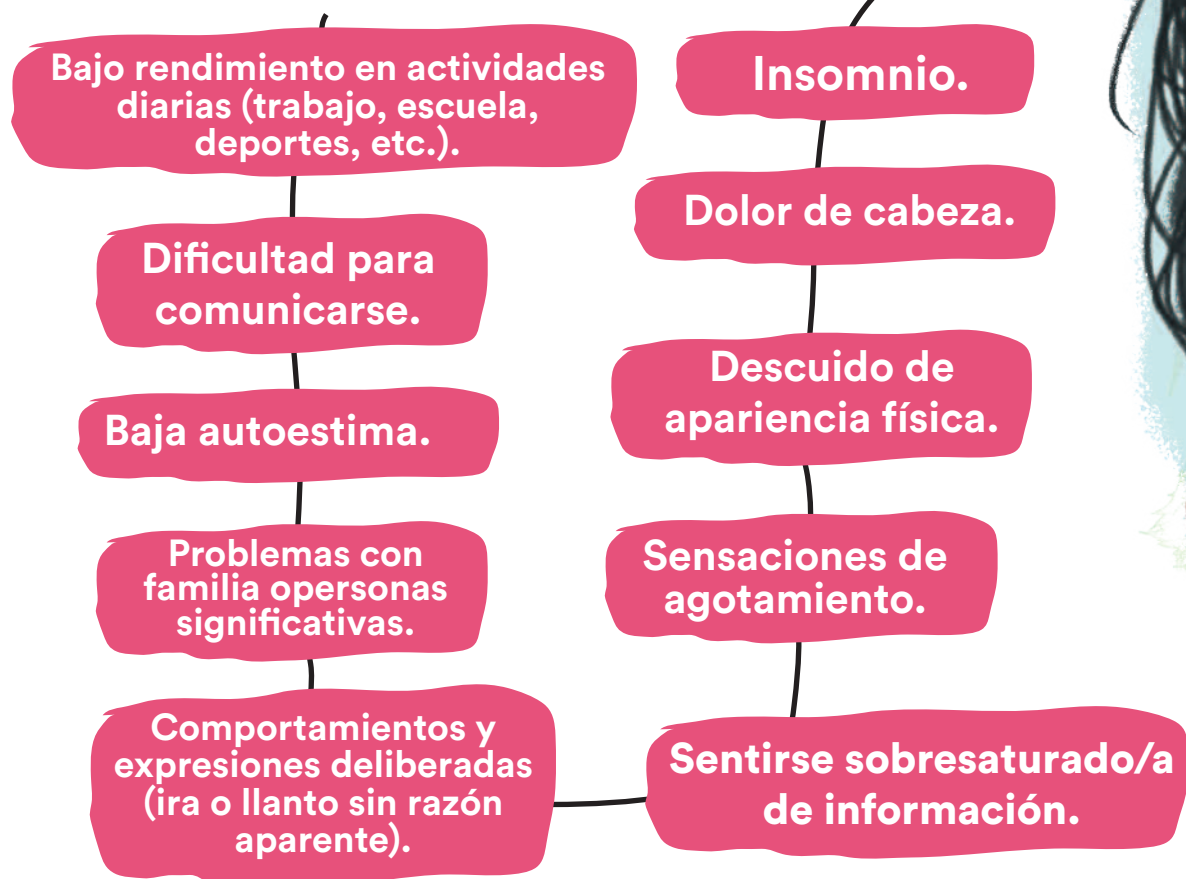 Bajo rendimiento en actividades
diarias (trabajo, escuela,
deportes, etc.).
Dificultad para
comunicarse.
Baja autoestima.
Problemas con
familia opersonas
significativas.
Comportamientos y
expresiones deliberadas
(ira o llanto sin razón
aparente).
Insomnio.
Dolor de cabeza.
Descuido de
apariencia física.
Sensaciones de
agotamiento.
Sentirse sobresaturado/a
de información.